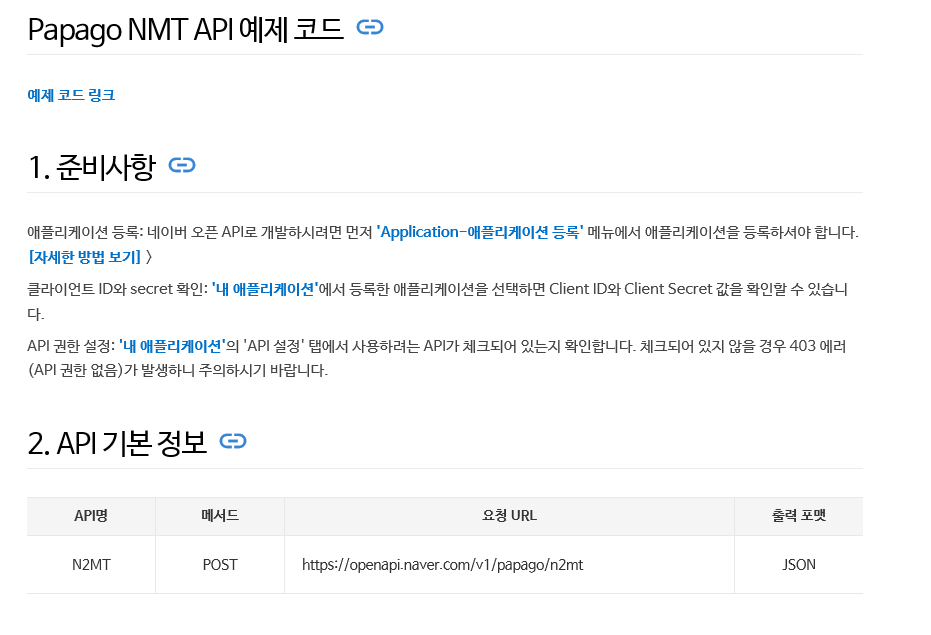 Papago NMT API 예제 코드
예제 코드 링크
1. 준비사항
애플리케이션 등록: 네이버 오픈 API로 개발하시려면 먼저 'Application-애플리케이션 등록' 메뉴에서 애플리케이션을 등록하셔야 합니다.
[자세한 방법 보기] 〉
클라이언트 ID와 secret 확인: '내 애플리케이션'에서 등록한 애플리케이션을 선택하면 Client ID와 Client Secret 값을 확인할 수 있습니
다.
API 권한 설정: '내 애플리케이션'의 'API 설정' 탭에서 사용하려는 API가 체크되어 있는지 확인합니다. 체크되어 있지 않을 경우 403 에러
(API 권한 없음)가 발생하니 주의하시기 바랍니다.
2. API 기본 정보
API명 메서드 요청 URL 출력 포맷
N2MT POST https://openapi.naver.com/v1/papago/n2mt JSON